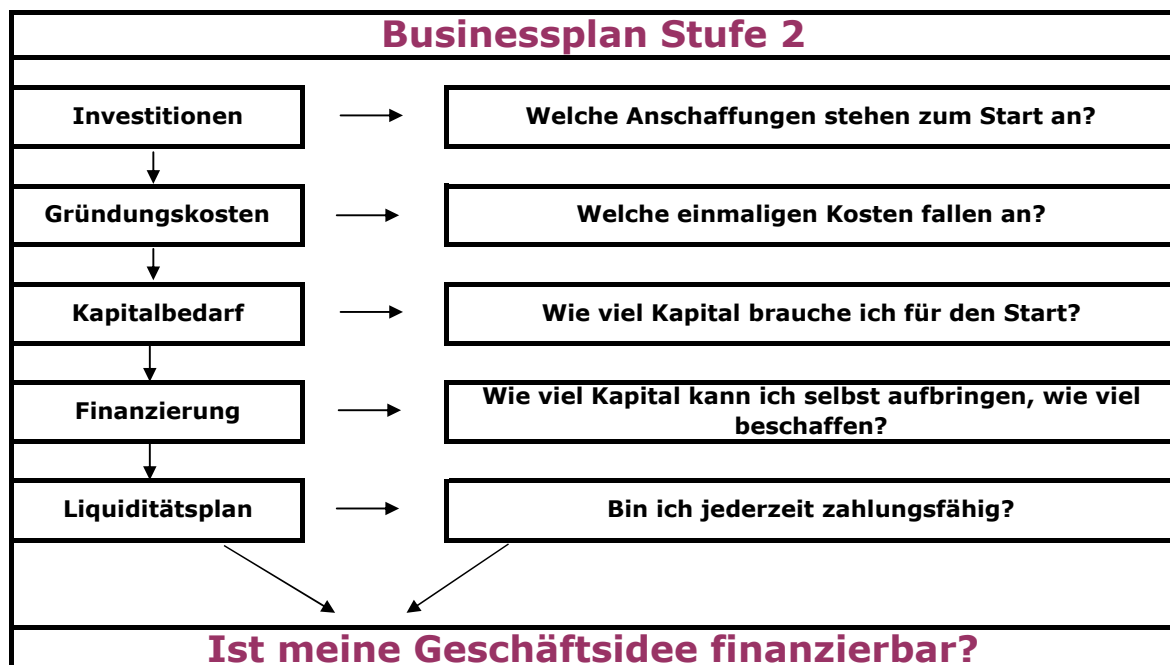 Businessplan Stufe 2
Investitionen
Welche Anschaffungen stehen zum Start an?
Gründungskosten
Welche einmaligen Kosten fallen an?
Kapitalbedarf
Wie viel Kapital brauche ich für den Start?
Finanzierung
Wie viel Kapital kann ich selbst aufbringen, wie viel
beschaffen?
Liquiditätsplan
Bin ich jederzeit zahlungsfähig?
Ist meine Geschäftsidee finanzierbar?